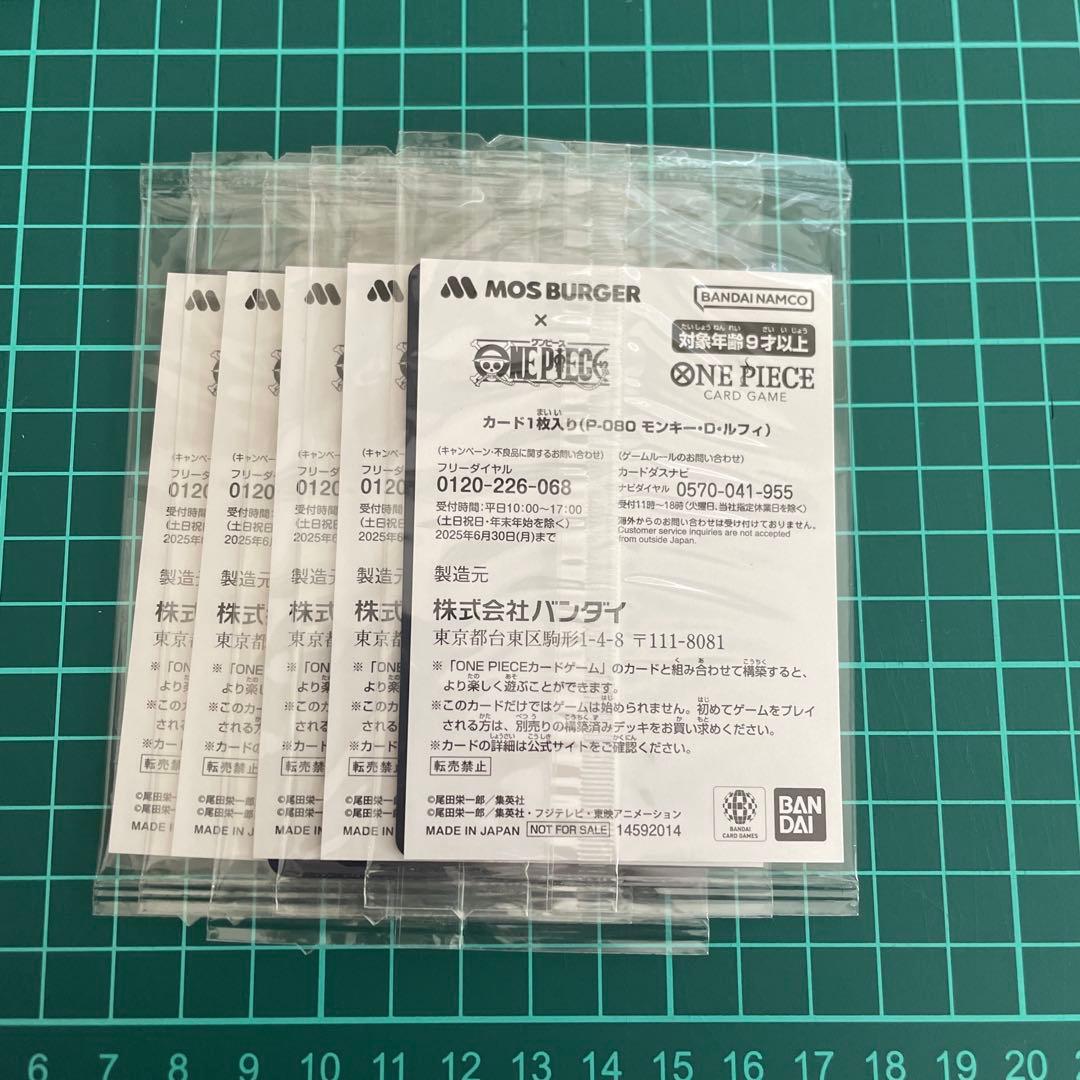 MOS BURGER
×
ワンピース
ONE PIECE
BANDAI NAMCO
たいしょうねんれい さいいじょう
対象年齢9才以上
ONE PIECE
CARD GAME
まいい
カード1枚入り(P-080 モンキー・D・ルフィ)
(キャンペーン・不良品に関するお問い合わせ)
フリーダイヤル
0120-226-068
受付時間:平日10:00~17:00
(土日祝日・年末年始を除く)
2025年6月30日(月)まで
(ゲームルールのお問い合わせ)
カードダスナビ
ナビダイヤル 0570-041-955
受付11時~18時(火曜日、当社指定休業日を除く)
海外からのお問い合わせは受け付けておりません。
Customer service inquiries are not accepted
from outside Japan.
製造元
株式会社バンダイ
東京都台東区駒形1-4-8 〒111-8081
※「ONE PIECEカードゲーム」のカードと組み合わせて構築すると、
より楽しく遊ぶことができます。
※このカードだけではゲームは始められません。初めてゲームをプレイ
される方は、別売りの構築済みデッキをお買い求めください。
※カードの詳細は公式サイトをご確認ください。
転売禁止
©尾田栄一郎/集英社
©尾田栄一郎/集英社・フジテレビ・東映アニメーション
MADE IN JAPAN NOT FOR SALE 14592014
BANDAI
CARD GAMES
BAN
DAI
6 7 8 9 10 11 12 13 14 15 16 17 18 19 20